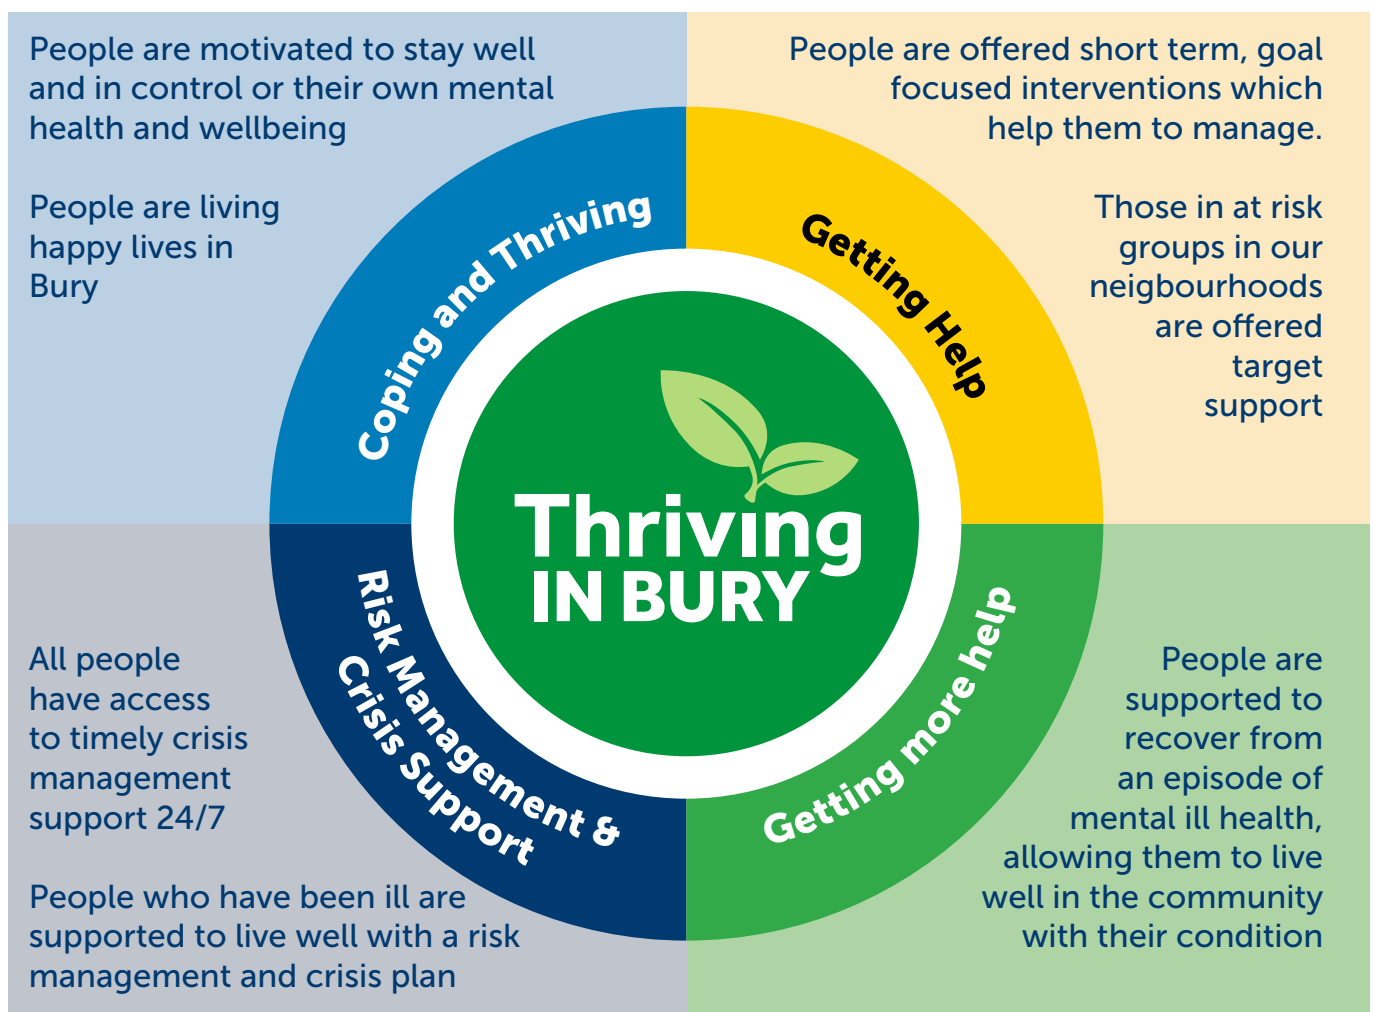 People are motivated to stay well
and in control or their own mental
health and wellbeing
People are living
happy lives in
Bury
People are offered short term, goal
focused interventions which
help them to manage.
Those in at risk
groups in our
neigbourhoods
are offered
target
support
Coping and Thriving
Getting Help
Thriving
IN BURY
Risk Management &
Crisis Support
Getting more help
All people
have access
to timely crisis
management
support 24/7
People who have been ill are
supported to live well with a risk
management and crisis plan
People are
supported to
recover from
an episode of
mental ill health,
allowing them to live
well in the community
with their condition